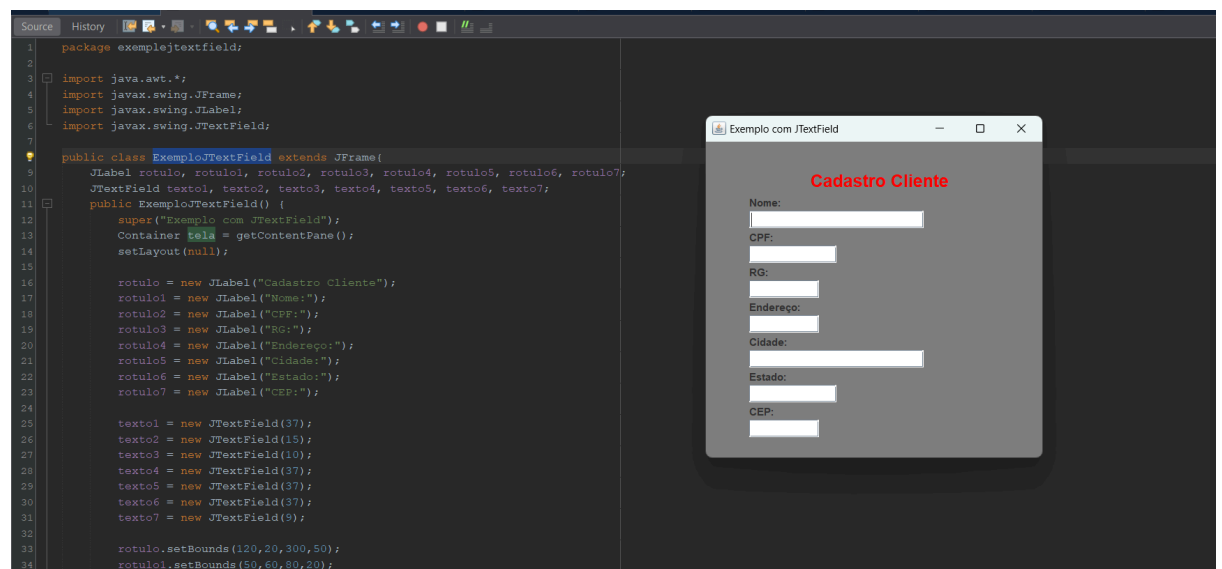 Source History
1 package exemplejtextfield;
2
3 import java.awt.*;
4 import javax.swing.JFrame;
5 import javax.swing.JLabel;
6 import javax.swing.JTextField;
7
public class ExemploJTextField extends JFrame{
9 JLabel rotulo, rotulo1, rotulo2, rotulo3, rotulo4, rotulo5, rotulo6, rotulo7;
10 JTextField texto1, texto2, texto3, texto4, texto5, texto6, texto7;
11 public ExemploJTextField() {
12 super("Exemplo com JTextField");
13 Container tela = getContentPane();
14 setLayout(null);
15
16 rotulo = new JLabel("Cadastro Cliente");
17 rotulo1 = new JLabel("Nome:");
18 rotulo2 = new JLabel("CPF:");
19 rotulo3 = new JLabel("RG:");
20 rotulo4 = new JLabel("Endereço:");
21 rotulo5 = new JLabel("Cidade:");
22 rotulo6 = new JLabel("Estado:");
23 rotulo7 = new JLabel("CEP:");
24
25 texto1 = new JTextField(37);
26 texto2 = new JTextField(15);
27 texto3 = new JTextField(10);
28 texto4 = new JTextField(37);
29 texto5 = new JTextField(37);
30 texto6 = new JTextField(37);
31 texto7 = new JTextField(9);
32
33 rotulo.setBounds(120,20,300,50);
34 rotulo1.setBounds(50,60,80,20);
Exemplo com JTextField
Cadastro Cliente
Nome:
CPF:
RG:
Endereço:
Cidade:
Estado:
CEP: